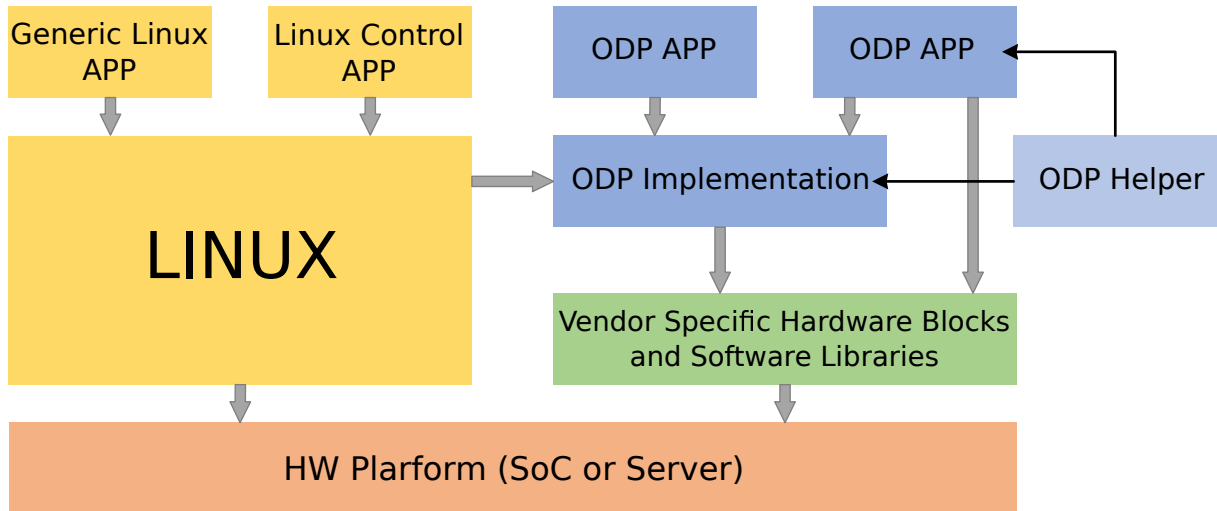 Generic Linux
APP
Linux Control
APP
ODP APP
ODP APP
LINUX
ODP Implementation
ODP Helper
Vendor Specific Hardware Blocks
and Software Libraries
HW Plarform (SoC or Server)